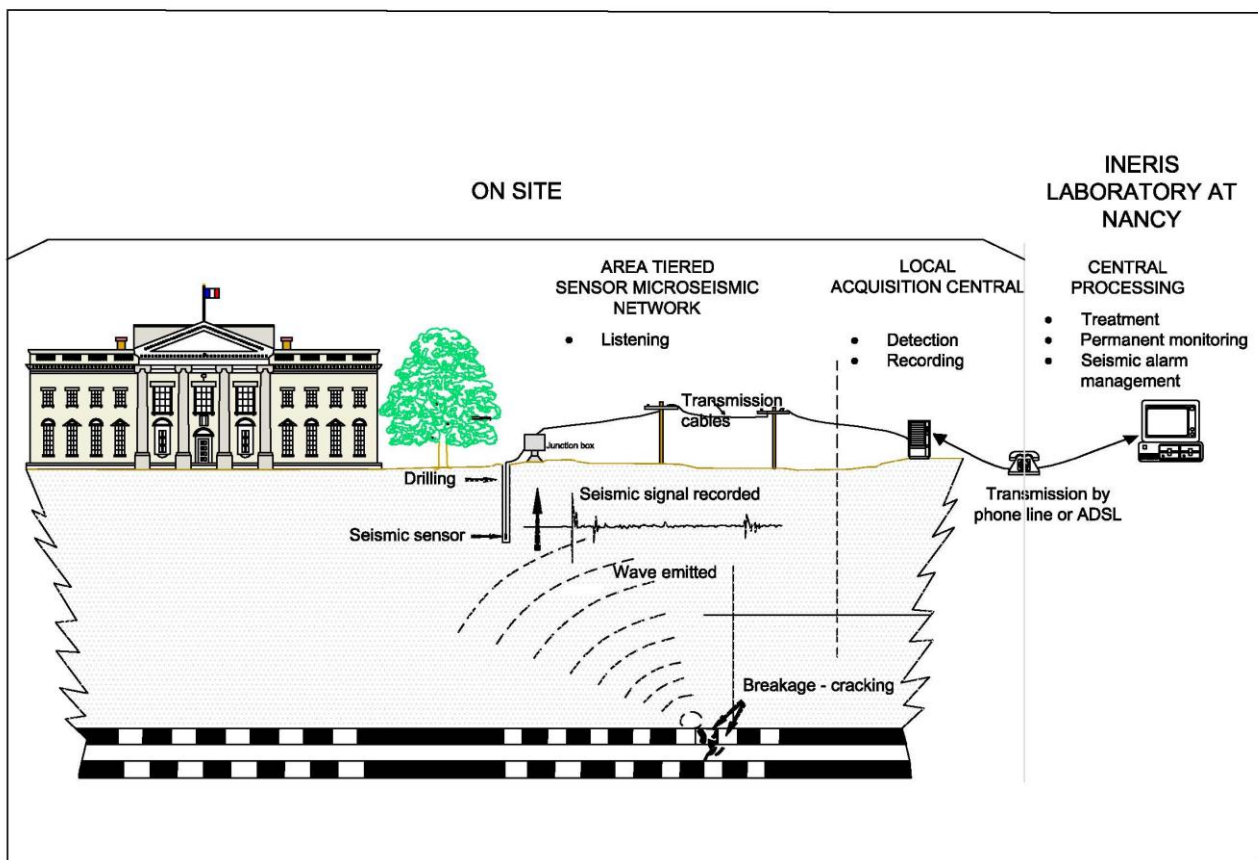 ON SITE
INERIS
LABORATORY AT
NANCY
AREA TIERED
SENSOR MICROSEISMIC
NETWORK
• Listening
LOCAL
ACQUISITION CENTRAL
• Detection
• Recording
CENTRAL
PROCESSING
• Treatment
• Permanent monitoring
• Seismic alarm
management
Transmission
cables
Junction box
Drilling
Seismic signal recorded
Transmission by
phone line or ADSL
Seismic sensor
Wave emitted
Breakage - cracking